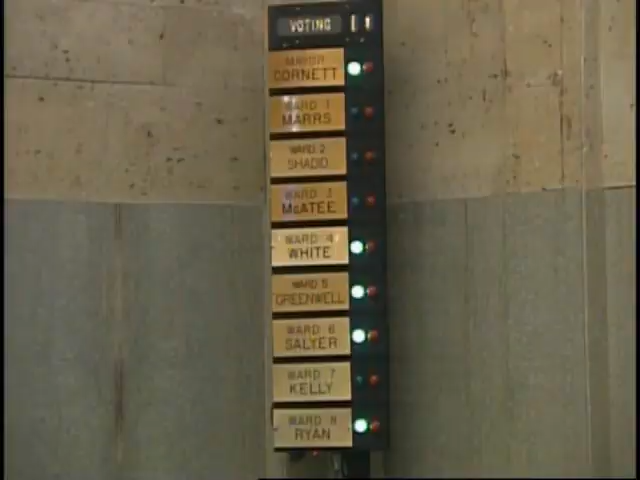 VOTING
MAYOR
CORNETT
WARD 1
MARRS
WARD 2
SHADID
WARD 3
McATEE
WARD 4
WHITE
WARD 5
GREENWELL
WARD 6
SALYER
WARD 7
KELLY
WARD 8
RYAN